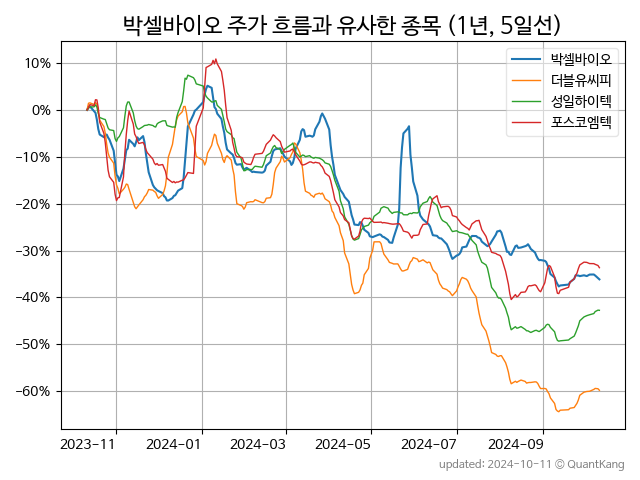 박셀바이오 주가 흐름과 유사한 종목 (1년, 5일선)
박셀바이오
더블유씨피
성일하이텍
포스코엠텍
10%
0%
−10%
−20%
−30%
−40%
−50%
−60%
2023-11 2024-01 2024-03 2024-05 2024-07 2024-09
updated: 2024-10-11 © QuantKang